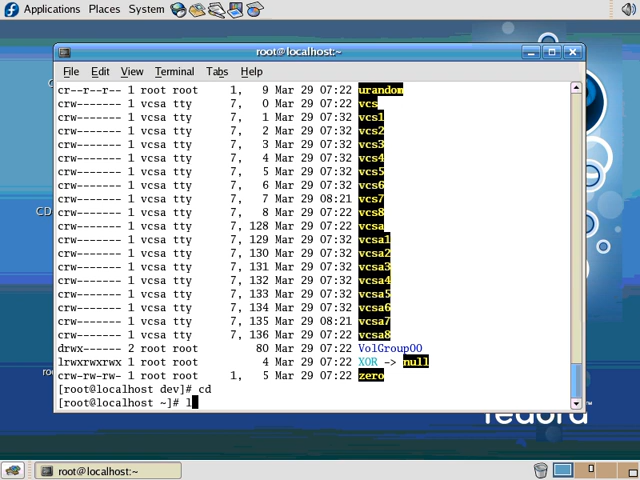 Applications Places System
root@localhost:~
File Edit View Terminal Tabs Help
cr--r--r-- 1 root root 1, 9 Mar 29 07:22 urandom
crw------- 1 vcsa tty 7, 0 Mar 29 07:22 vcs
crw------- 1 vcsa tty 7, 1 Mar 29 07:32 vcs1
crw------- 1 vcsa tty 7, 2 Mar 29 07:32 vcs2
crw------- 1 vcsa tty 7, 3 Mar 29 07:32 vcs3
crw------- 1 vcsa tty 7, 4 Mar 29 07:32 vcs4
crw------- 1 vcsa tty 7, 5 Mar 29 07:32 vcs5
crw------- 1 vcsa tty 7, 6 Mar 29 07:32 vcs6
crw------- 1 vcsa tty 7, 7 Mar 29 08:21 vcs7
crw------- 1 vcsa tty 7, 8 Mar 29 07:22 vcs8
crw------- 1 vcsa tty 7, 128 Mar 29 07:22 vcsa
crw------- 1 vcsa tty 7, 129 Mar 29 07:32 vcsa1
crw------- 1 vcsa tty 7, 130 Mar 29 07:32 vcsa2
crw------- 1 vcsa tty 7, 131 Mar 29 07:32 vcsa3
crw------- 1 vcsa tty 7, 132 Mar 29 07:32 vcsa4
crw------- 1 vcsa tty 7, 133 Mar 29 07:32 vcsa5
crw------- 1 vcsa tty 7, 134 Mar 29 07:32 vcsa6
crw------- 1 vcsa tty 7, 135 Mar 29 08:21 vcsa7
crw------- 1 vcsa tty 7, 136 Mar 29 07:22 vcsa8
drwx------ 2 root root 80 Mar 29 07:22 VolGroup00
lrwxrwxrwx 1 root root 4 Mar 29 07:22 XOR -> null
crw-rw-rw- 1 root root 1, 5 Mar 29 07:22 zero
[root@localhost dev]# cd
[root@localhost ~]# l
CD
roo
fedora™
root@localhost:~